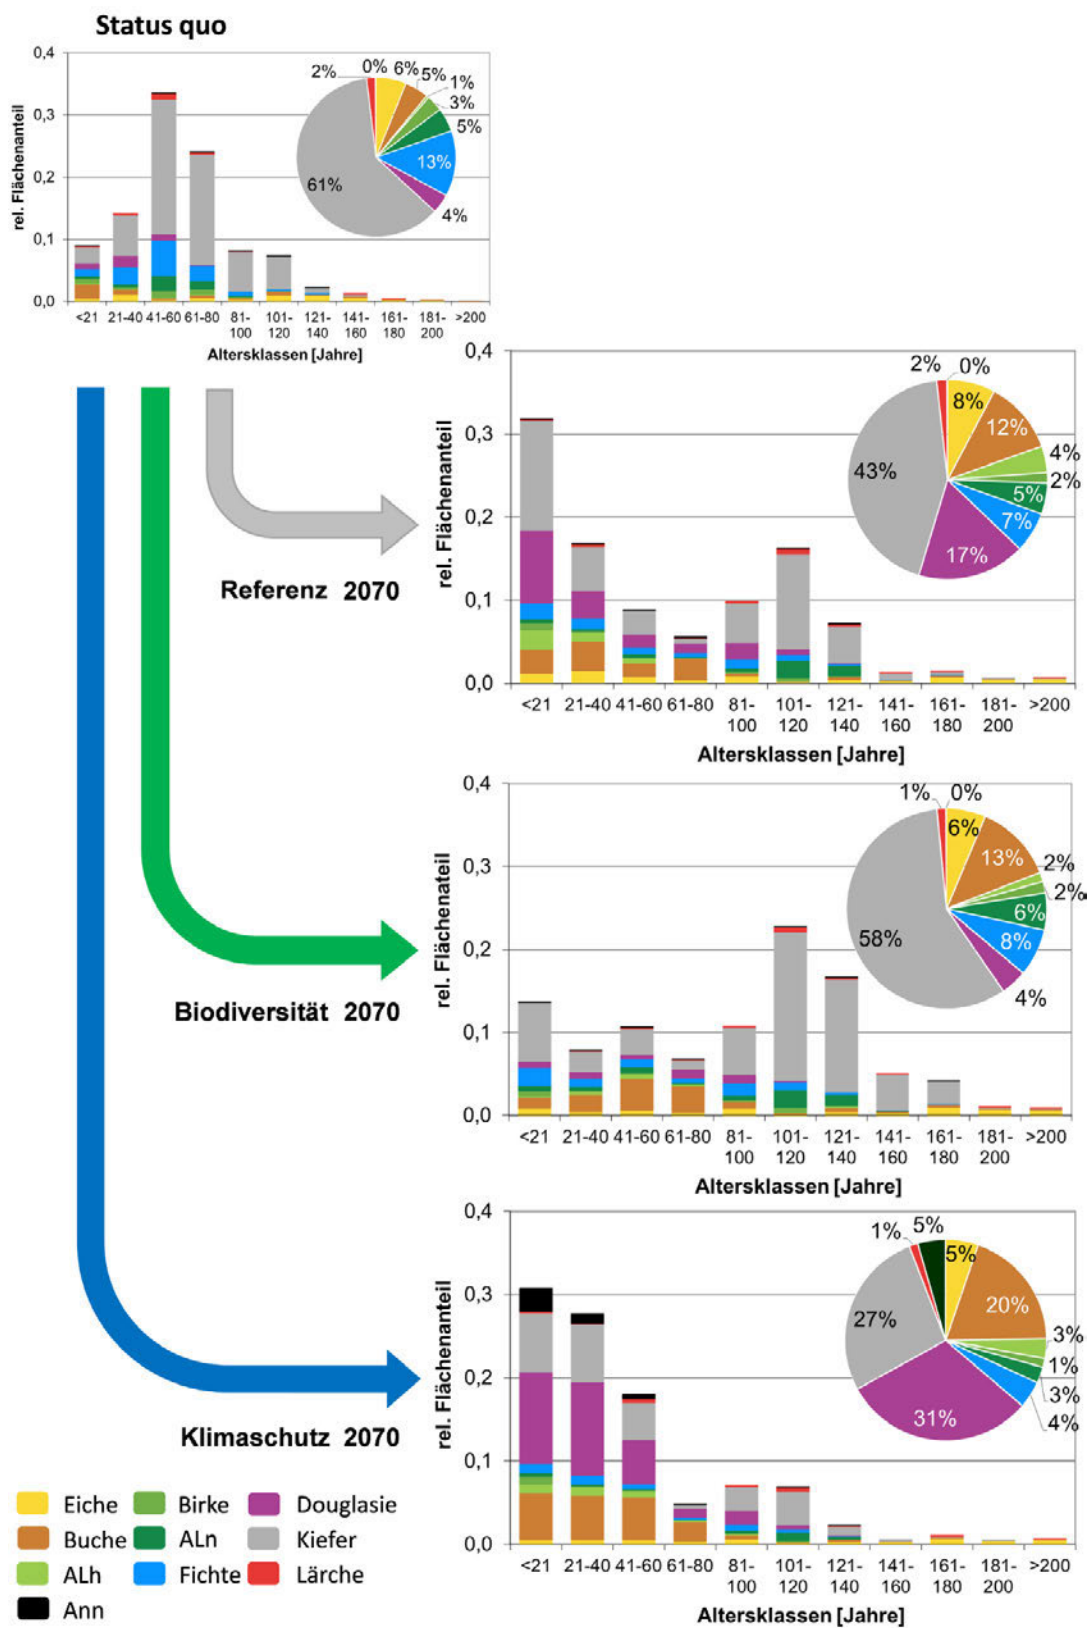 Status quo
0,4
0,3
0,2
0,1
0,0
rel. Flächenanteil
2% 0% 6% 5% 1% 3% 5% 13% 4% 61%
<21 21-40 41-60 61-80 81-100 101-120 121-140 141-160 161-180 181-200 >200
Altersklassen [Jahre]
0,4
0,3
0,2
0,1
0,0
rel. Flächenanteil
2% 0% 8% 12% 4% 2% 5% 7% 17% 43%
Referenz 2070
<21 21-40 41-60 61-80 81-100 101-120 121-140 141-160 161-180 181-200 >200
Altersklassen [Jahre]
0,4
0,3
0,2
0,1
0,0
rel. Flächenateil
1% 0% 6% 13% 2% 2% 6% 8% 4% 58%
Biodiversität 2070
<21 21-40 41-60 61-80 81-100 101-120 121-140 141-160 161-180 181-200 >200
Altersklassen [Jahre]
0,4
0,3
0,2
0,1
0,0
rel. Flächenanteil
1% 5% 5% 20% 3% 1% 3% 4% 31% 27%
Klimaschutz 2070
<21 21-40 41-60 61-80 81-100 101-120 121-140 141-160 161-180 181-200 >200
Altersklassen [Jahre]
Eiche Birke Douglasie
Buche ALn Kiefer
ALh Fichte Lärche
Ann